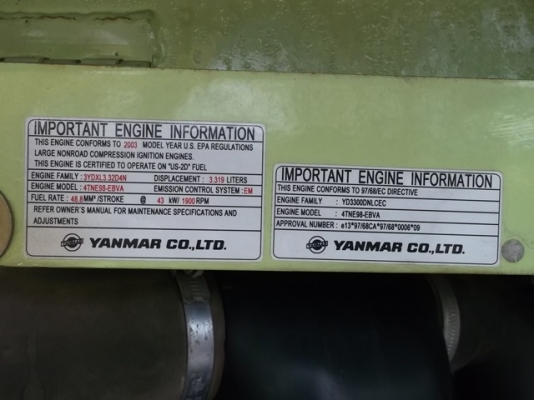 IMPORTANT ENGINE INFORMATION
THIS ENGINE CONFORMS TO 2003 MODEL YEAR U.S. EPA REGULATIONS
LARGE NONROAD COMPRESSION IGNITION ENGINES.
THIS ENGINE IS CERTIFIED TO OPERATE ON "US-2D" FUEL
ENGINE FAMILY : 3YDXL3.32D4N DISPLACEMENT : 3.319 LITERS
ENGINE MODEL : 4TNE98-EBVA EMISSION CONTROL SYSTEM : EM
FUEL RATE : 48.8 MM³ /STROKE @ 43 kW/ 1900 RPM
REFER OWNER'S MANUAL FOR MAINTENANCE SPECIFICATIONS AND
ADJUSTMENTS
YANMAR CO.,LTD.
IMPORTANT ENGINE INFORMATION
THIS ENGINE CONFORMS TO 97/68/EC DIRECTIVE
ENGINE FAMILY : YD3300DNLCEC
ENGINE MODEL : 4TNE98-EBVA
APPROVAL NUMBER : e13*97/68CA*97/68*0006*09
YANMAR CO.,LTD.